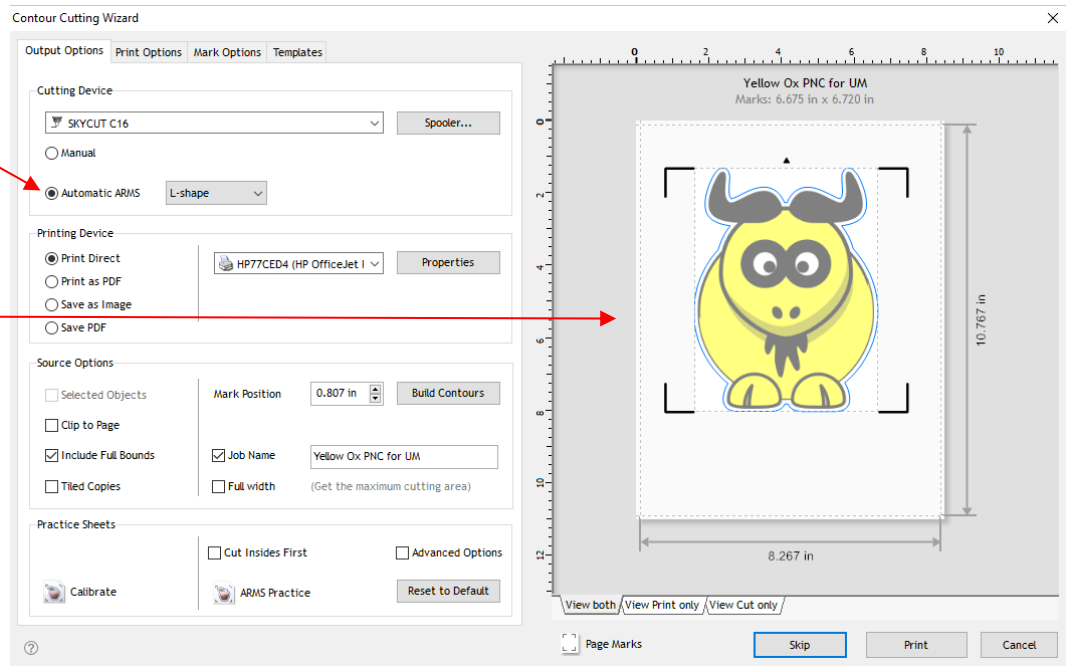 Contour Cutting Wizard
Output Options Print Options Mark Options Templates
Cutting Device
SKYCUT C16
Spooler...
Manual
Automatic ARMS
L-shape
Printing Device
Print Direct
HP77CED4 (HP OfficeJet I
Properties
Print as PDF
Save as Image
Save PDF
Source Options
Selected Objects
Mark Position
0.807 in
Build Contours
Clip to Page
Include Full Bounds
Job Name
Yellow Ox PNC for UM
Tiled Copies
Full width
(Get the maximum cutting area)
Practice Sheets
Cut Insides First
Advanced Options
Calibrate
ARMS Practice
Reset to Default
0 2 4 6 8 10
Yellow Ox PNC for UM
Marks: 6.675 in x 6.720 in
0
2
4
6
8
10
12
10.767 in
8.267 in
View both View Print only View Cut only
Page Marks
Skip
Print
Cancel
?